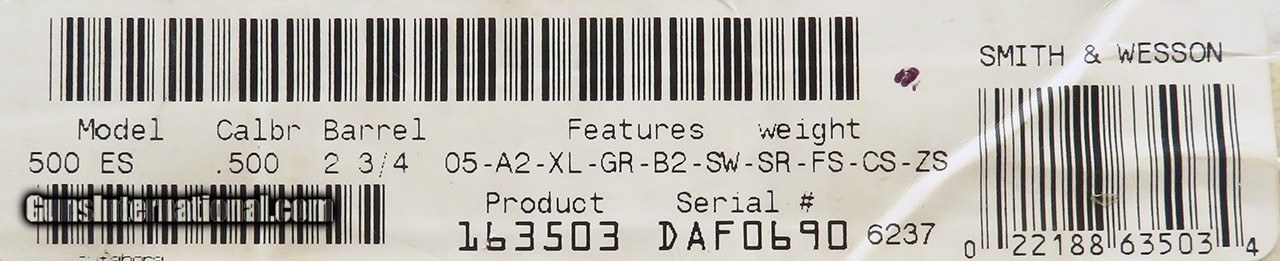 SMITH & WESSON
Model Calbr Barrel Features weight
500 ES .500 2 3/4 05-A2-XL-GR-B2-SW-SR-FS-CS-ZS
GunsInternational.com
Product Serial #
163503 DAF0690 6237
0 22188 63503 4